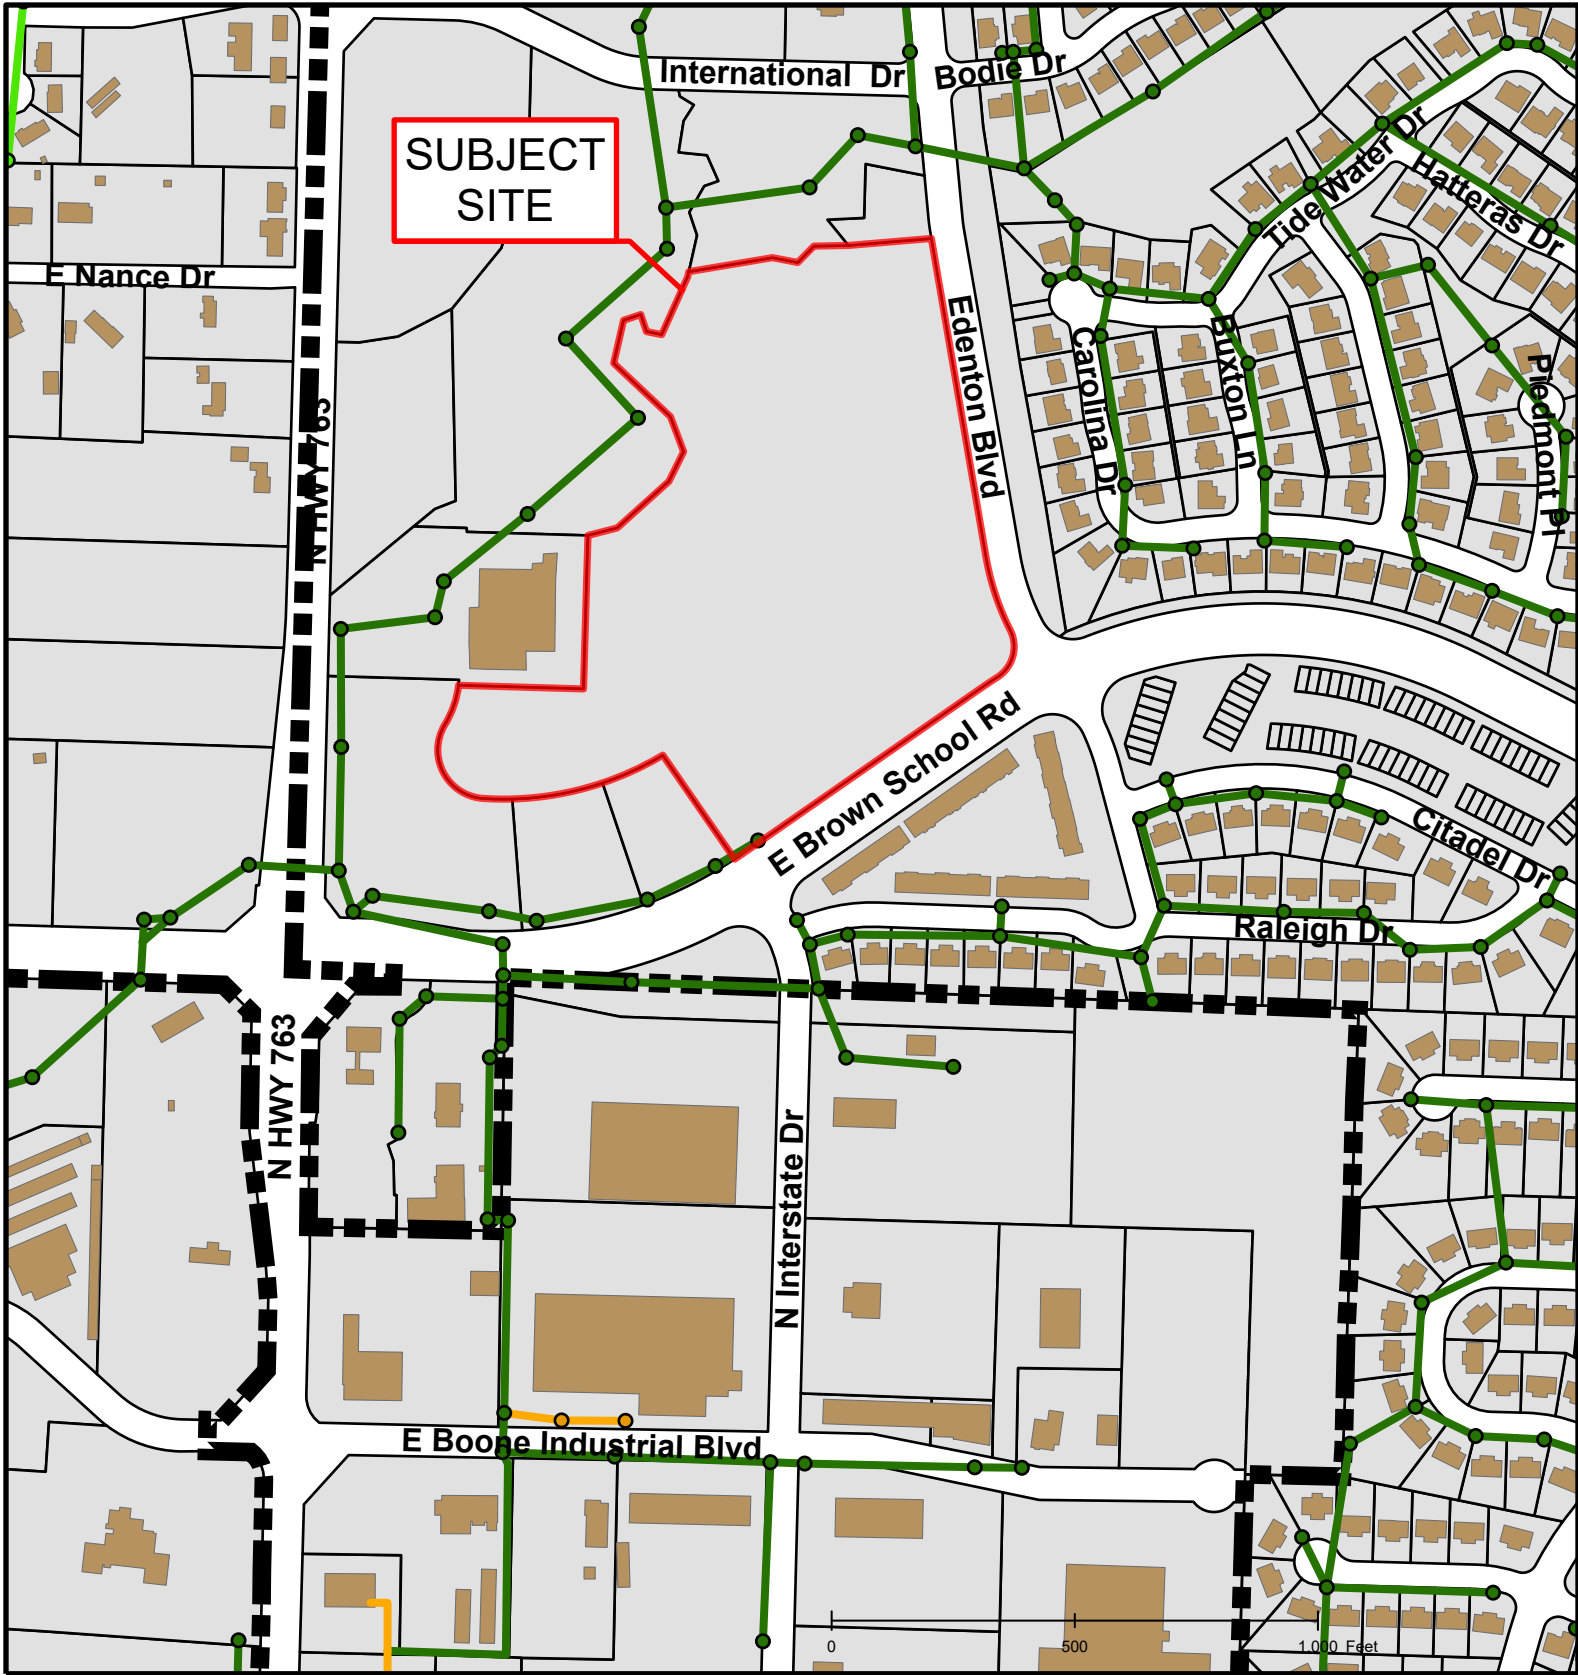 International Dr
Bodie Dr
SUBJECT
SITE
Tide Water Dr
Hatteras Dr
E Nance Dr
Edenton Blvd
Carolina Dr
Buxton Ln
Piedmont Pl
N HWY 763
E Brown School Rd
Citadel Dr
Raleigh Dr
N HWY 763
N Interstate Dr
E Boone Industrial Blvd
0 500 1,000 Feet